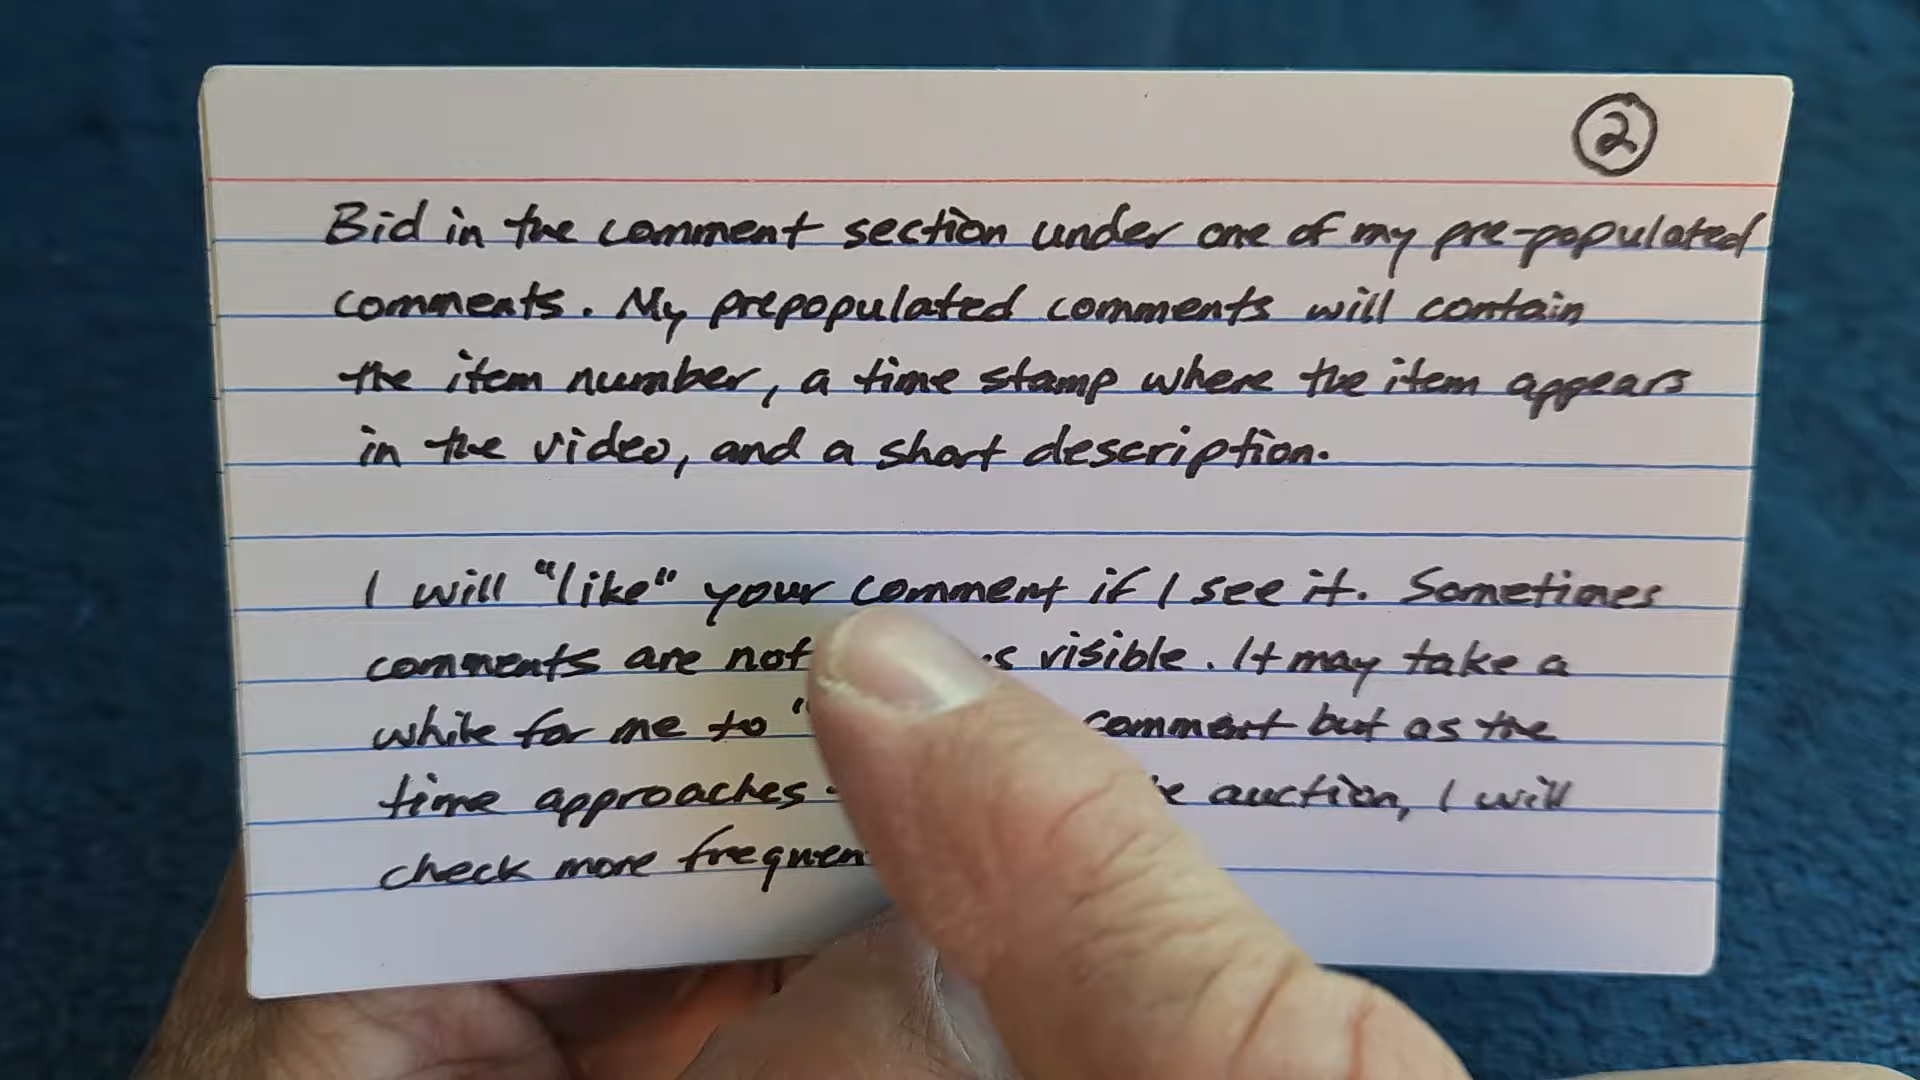 2
Bid in the comment section under one of my pre-populated
comments. My prepopulated comments will contain
the item number, a time stamp where the item appears
in the video, and a short description.
I will "like" your comment if I see it. Sometimes
comments are not visible. It may take a
while for me to " comment but as the
time approaches auction, I will
check more